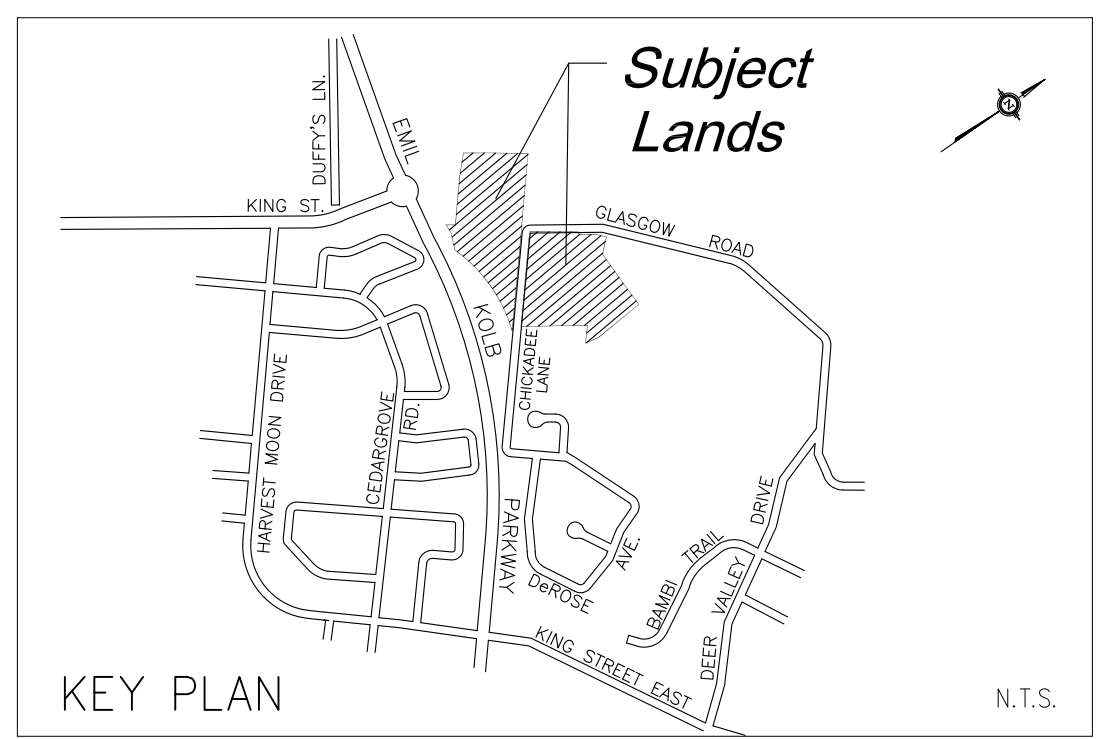 Subject
Lands
N
DUFFY'S LN.
EMIL
KING ST.
GLASGOW ROAD
KOLB
CHICKADEE
LANE
HARVEST MOON DRIVE
CEDARGROVE
RD.
PARKWAY
DRIVE
TRAIL
AVE.
BAMBI
VALLEY
DeROSE
DEER
KING STREET EAST
KEY PLAN
N.T.S.